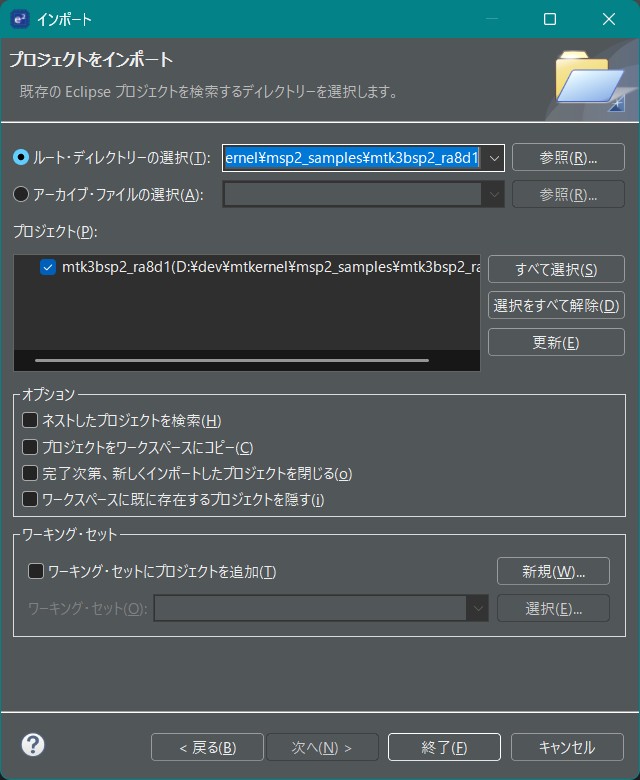 e² インポート
プロジェクトをインポート
既存の Eclipse プロジェクトを検索するディレクトリーを選択します。
ルート・ディレクトリーの選択(T): ernel¥msp2_samples¥mtk3bsp2_ra8d1 参照(R)...
アーカイブ・ファイルの選択(A): 参照(R)...
プロジェクト(P):
mtk3bsp2_ra8d1(D:¥dev¥mtkernel¥msp2_samples¥mtk3bsp2_ra すべて選択(S)
選択をすべて解除(D)
更新(E)
オプション
ネストしたプロジェクトを検索(H)
プロジェクトをワークスペースにコピー(C)
完了次第、新しくインポートしたプロジェクトを閉じる(o)
ワークスペースに既に存在するプロジェクトを隠す(i)
ワーキング・セット
ワーキング・セットにプロジェクトを追加(T) 新規(W)...
ワーキング・セット(O): 選択(E)...
? < 戻る(B) 次へ(N) > 終了(F) キャンセル